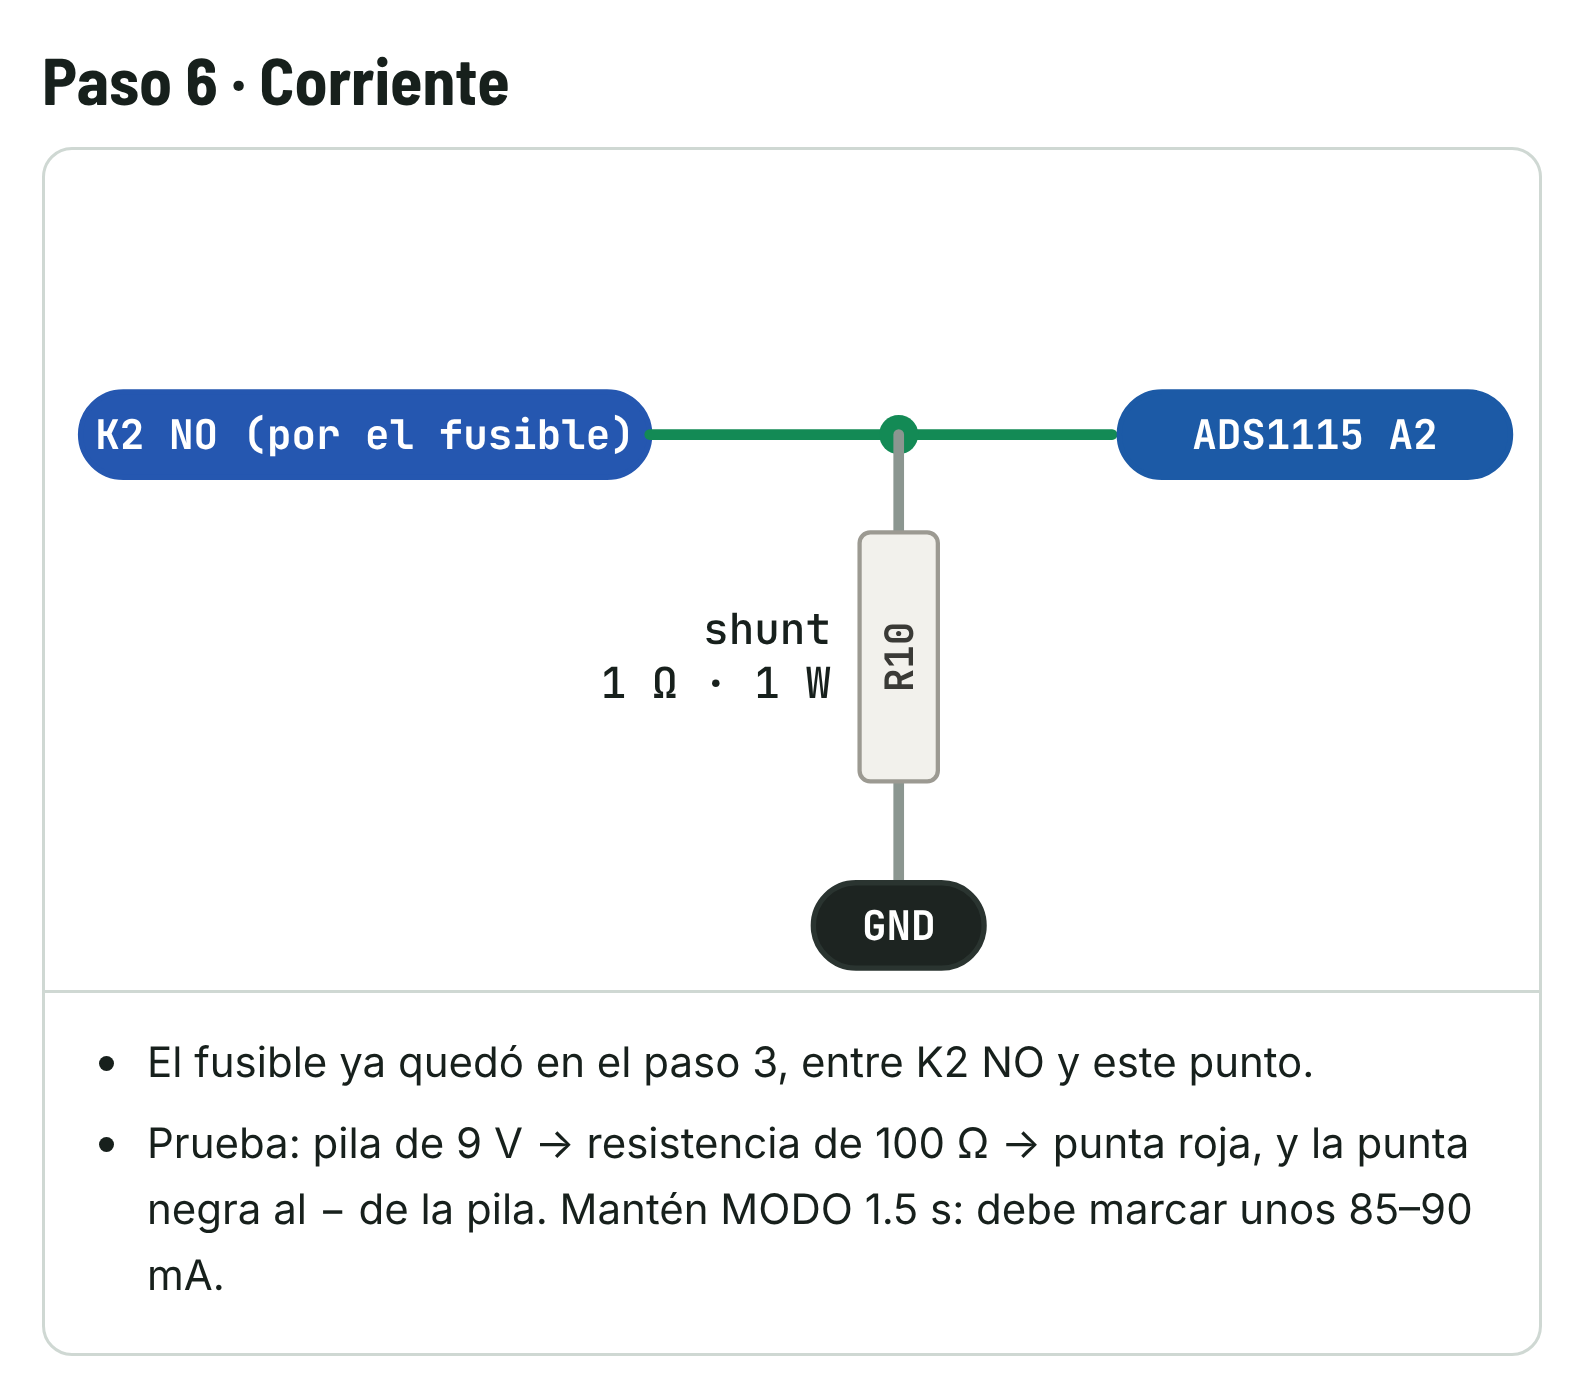 Paso 6 · Corriente
K2 NO (por el fusible)
ADS1115 A2
shunt
1 Ω · 1 W
R10
GND
• El fusible ya quedó en el paso 3, entre K2 NO y este punto.
• Prueba: pila de 9 V → resistencia de 100 Ω → punta roja, y la punta
negra al − de la pila. Mantén MODO 1.5 s: debe marcar unos 85–90
mA.